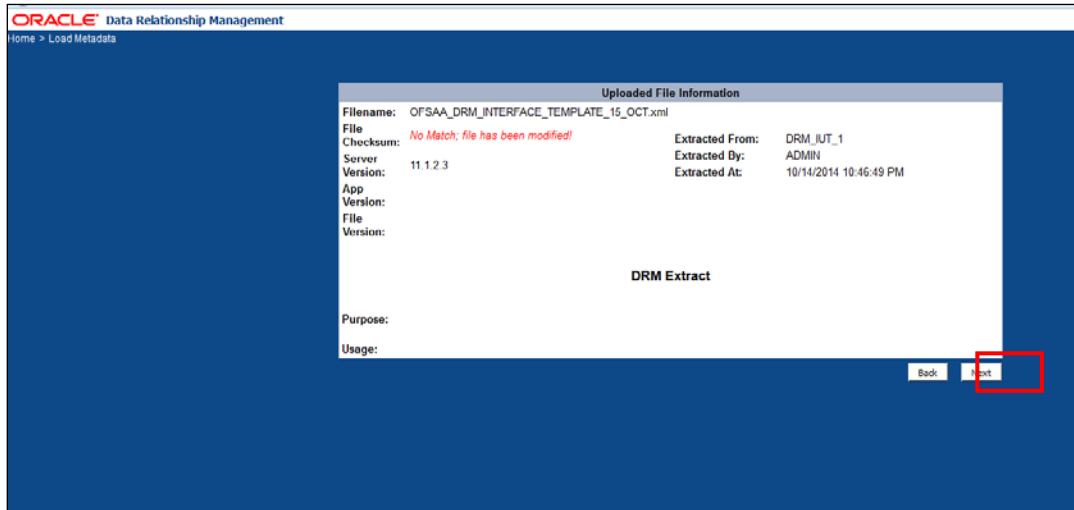 ORACLE Data Relationship Management
Home > Load Metadata
Uploaded File Information
Filename: OFSAA_DRM_INTERFACE_TEMPLATE_15_OCT.xml
File Checksum: No Match; file has been modified!
Extracted From: DRM_IUT_1
Server Version: 11.1.2.3
Extracted By: ADMIN
Extracted At: 10/14/2014 10:46:49 PM
App Version:
File Version:
DRM Extract
Purpose:
Usage:
Back Next